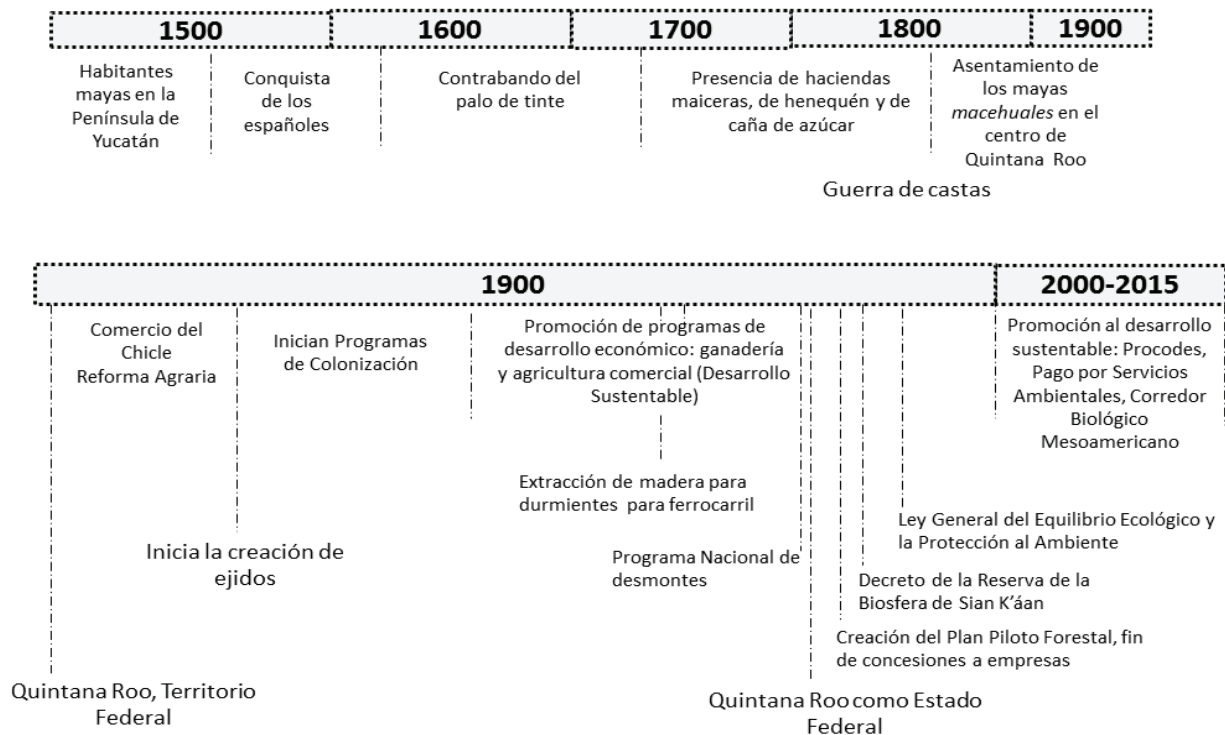 1500
1600
1700
1800
1900
Habitantes
mayas en la
Península de
Yucatán
Conquista
de los
españoles
Contrabando del
palo de tinte
Presencia de haciendas
maiceras, de henequén y de
caña de azúcar
Asentamiento de
los mayas
macehuales en el
centro de
Quintana Roo
Guerra de castas
1900
2000-2015
Comercio del
Chicle
Reforma Agraria
Inician Programas
de Colonización
Promoción de programas de
desarrollo económico: ganadería
y agricultura comercial (Desarrollo
Sustentable)
Promoción al desarrollo
sustentable: Procodes,
Pago por Servicios
Ambientales, Corredor
Biológico
Mesoamericano
Extracción de madera para
durmientes para ferrocarril
Ley General del Equilibrio Ecológico y
la Protección al Ambiente
Inicia la creación de
ejidos
Programa Nacional de
desmontes
Decreto de la Reserva de la
Biosfera de Sian K'áan
Creación del Plan Piloto Forestal, fin
de concesiones a empresas
Quintana Roo, Territorio
Federal
Quintana Roo como Estado
Federal